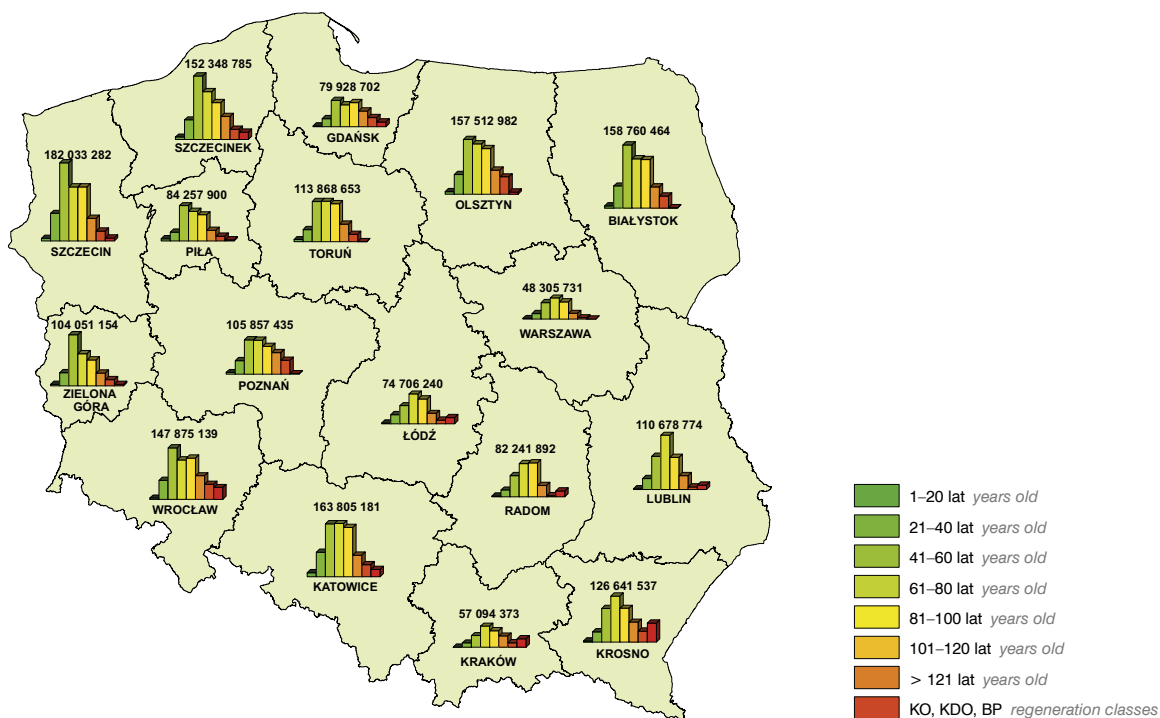 152 348 785
SZCZECINEK
79 928 702
GDAŃSK
157 512 982
OLSZTYN
158 760 464
BIAŁYSTOK
182 033 282
SZCZECIN
84 257 900
PIŁA
113 868 653
TORUŃ
48 305 731
WARSZAWA
104 051 154
ZIELONA
GÓRA
105 857 435
POZNAŃ
74 706 240
ŁÓDŹ
110 678 774
LUBLIN
147 875 139
WROCŁAW
82 241 892
RADOM
163 805 181
KATOWICE
57 094 373
KRAKÓW
126 641 537
KROSNO
1–20 lat years old
21–40 lat years old
41–60 lat years old
61–80 lat years old
81–100 lat years old
101–120 lat years old
> 121 lat years old
KO, KDO, BP regeneration classes